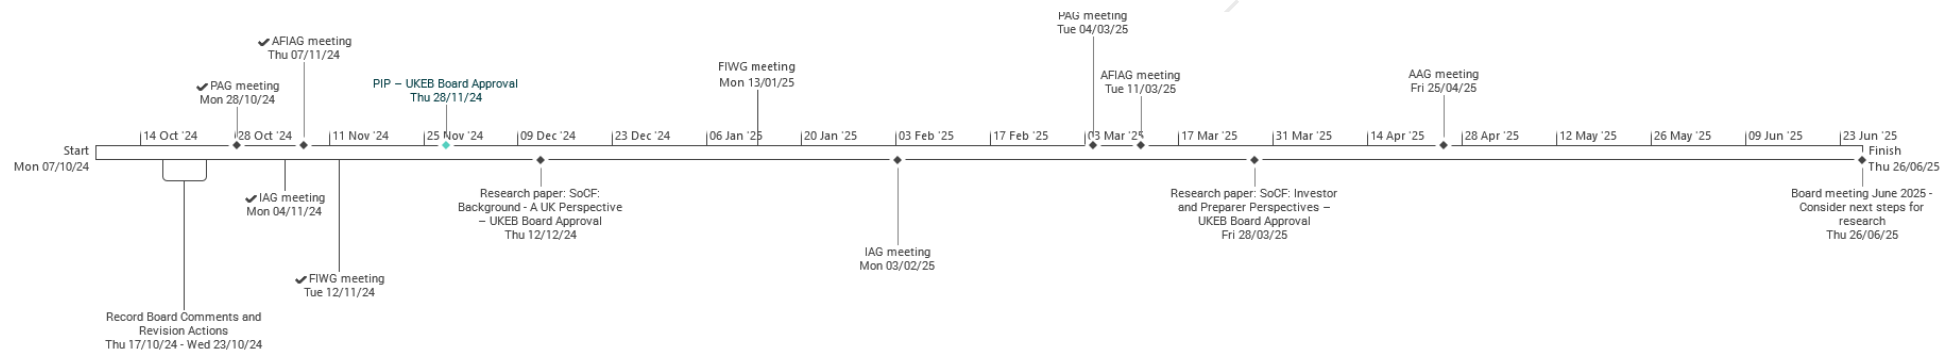 PAG meeting
Tue 04/03/25
✔ AFIAG meeting
Thu 07/11/24
FIWG meeting
Mon 13/01/25
AFIAG meeting
Tue 11/03/25
AAG meeting
Fri 25/04/25
✔ PAG meeting
Mon 28/10/24
PIP – UKEB Board Approval
Thu 28/11/24
14 Oct '24
28 Oct '24
11 Nov '24
25 Nov '24
09 Dec '24
23 Dec '24
06 Jan '25
20 Jan '25
03 Feb '25
17 Feb '25
03 Mar '25
17 Mar '25
31 Mar '25
14 Apr '25
28 Apr '25
12 May '25
26 May '25
09 Jun '25
23 Jun '25
Start
Mon 07/10/24
Finish
Thu 26/06/25
✔ IAG meeting
Mon 04/11/24
Research paper: SoCF:
Background - A UK Perspective
– UKEB Board Approval
Thu 12/12/24
Research paper: SoCF: Investor
and Preparer Perspectives –
UKEB Board Approval
Fri 28/03/25
Board meeting June 2025 -
Consider next steps for
research
Thu 26/06/25
IAG meeting
Mon 03/02/25
✔ FIWG meeting
Tue 12/11/24
Record Board Comments and
Revision Actions
Thu 17/10/24 - Wed 23/10/24